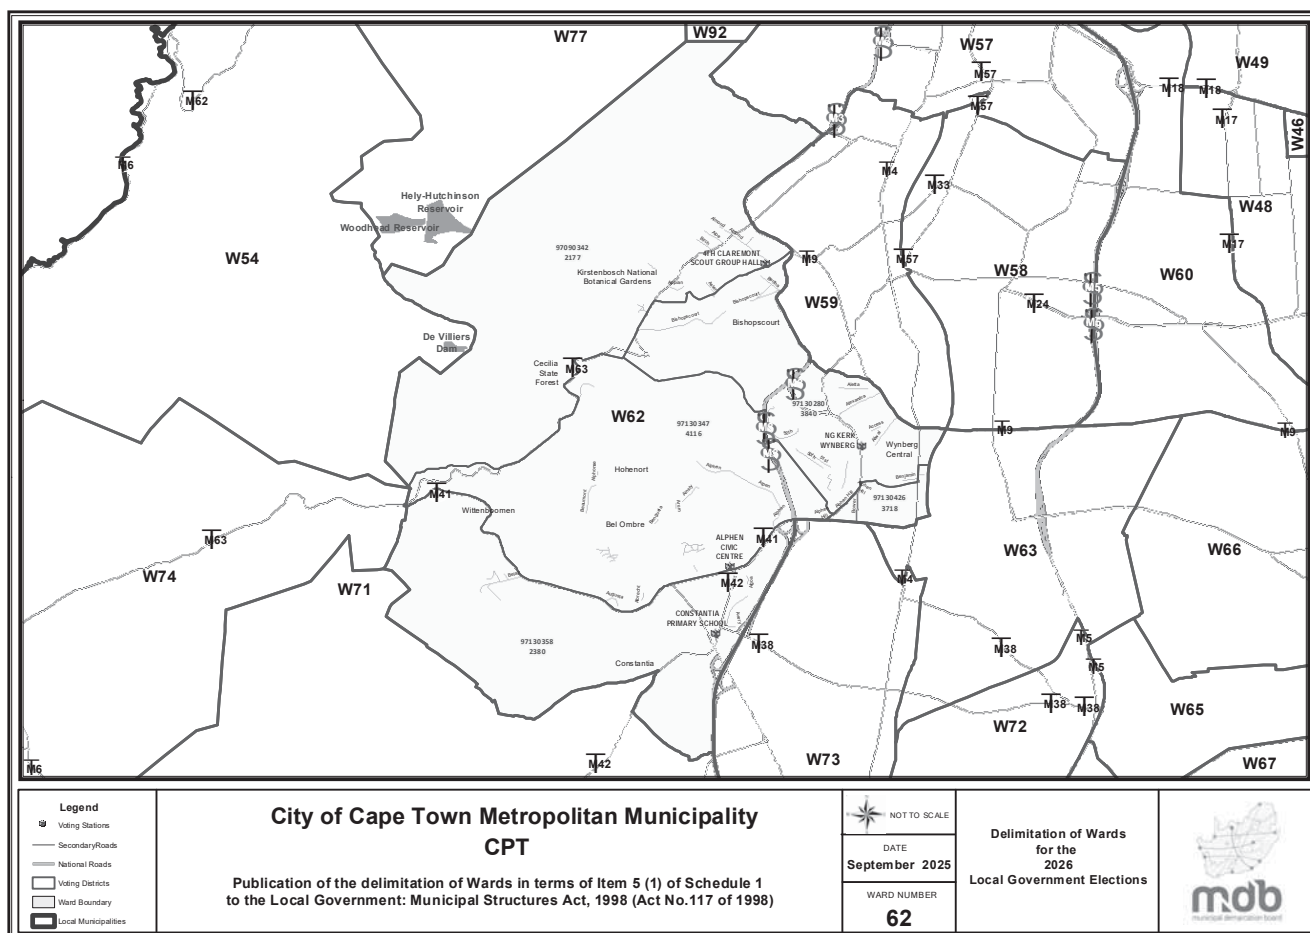 W77
W92
W57
W49
M57
M18
M18
M62
M57
M17
M3
W46
M6
M4
M33
Hely-Hutchinson
Reservoir
Woodhead Reservoir
W48
M17
97090342
2177
4TH CLAREMONT
SCOUT GROUP HALL
W54
M9
M57
W58
W60
Kirstenbosch National
Botanical Gardens
M5
W59
M24
Bishopscourt
Bishopscourt
Bishopscourt
De Villiers
Dam
Cecilia
State
Forest
M63
W62
97130280
3840
97130347
4116
M9
M9
NG KERK
WYNBERG
Wynberg
Central
Hohenort
M41
Wittenboomen
97130426
3718
Bel Ombre
M63
ALPHEN
CIVIC
CENTRE
M41
W63
W66
W74
W71
M42
M4
CONSTANTIA
PRIMARY SCHOOL
97130358
2380
M38
M38
M5
M5
Constantia
M38
M38
W65
W72
M6
M42
W73
W67
Legend
Voting Stations
SecondaryRoads
National Roads
Voting Districts
Ward Boundary
Local Municipalities
City of Cape Town Metropolitan Municipality
CPT
Publication of the delimitation of Wards in terms of Item 5 (1) of Schedule 1
to the Local Government: Municipal Structures Act, 1998 (Act No.117 of 1998)
NOT TO SCALE
DATE
September 2025
WARD NUMBER
62
Delimitation of Wards
for the
2026
Local Government Elections
mdb
municipal demarcation board